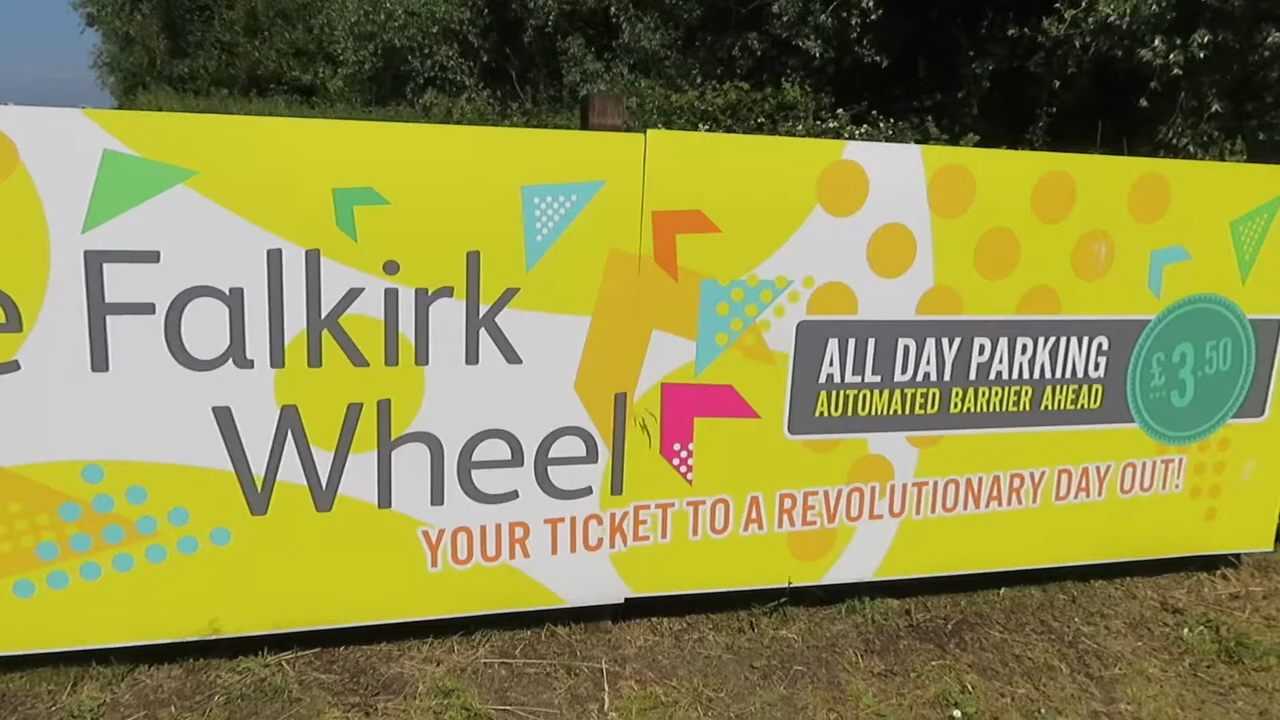 e Falkirk
Wheel
ALL DAY PARKING
AUTOMATED BARRIER AHEAD
£3.50
YOUR TICKET TO A REVOLUTIONARY DAY OUT!